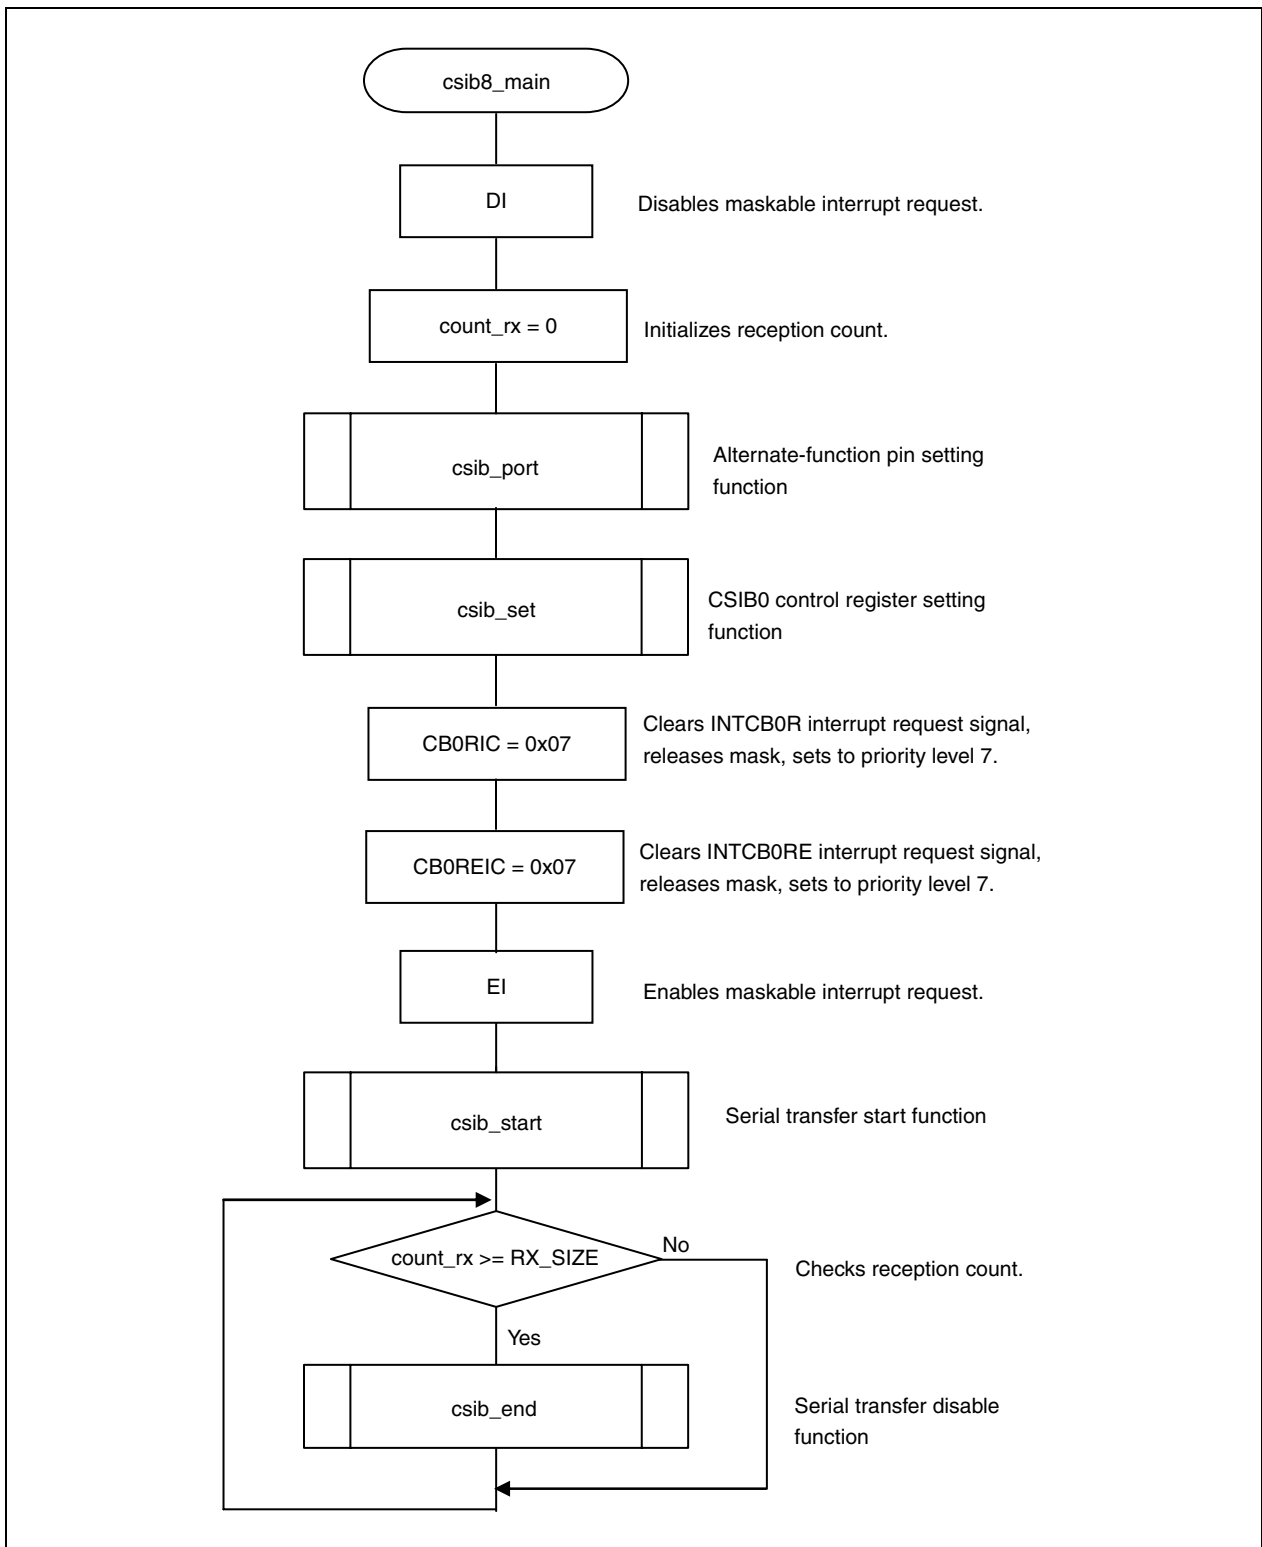 csib8_main
DI
Disables maskable interrupt request.
count_rx = 0
Initializes reception count.
csib_port
Alternate-function pin setting
function
csib_set
CSIB0 control register setting
function
CB0RIC = 0x07
Clears INTCB0R interrupt request signal,
releases mask, sets to priority level 7.
CB0REIC = 0x07
Clears INTCB0RE interrupt request signal,
releases mask, sets to priority level 7.
EI
Enables maskable interrupt request.
csib_start
Serial transfer start function
count_rx >= RX_SIZE
No
Checks reception count.
Yes
csib_end
Serial transfer disable
function